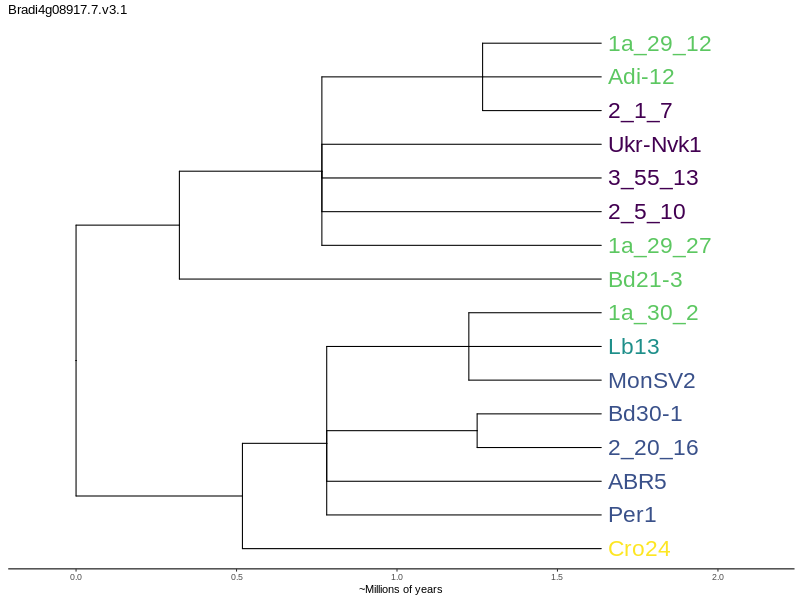 Bradi4g08917.7.v3.1
1a_29_12
Adi-12
2_1_7
Ukr-Nvk1
3_55_13
2_5_10
1a_29_27
Bd21-3
1a_30_2
Lb13
MonSV2
Bd30-1
2_20_16
ABR5
Per1
Cro24
0.0 0.5 1.0 1.5 2.0
~Millions of years